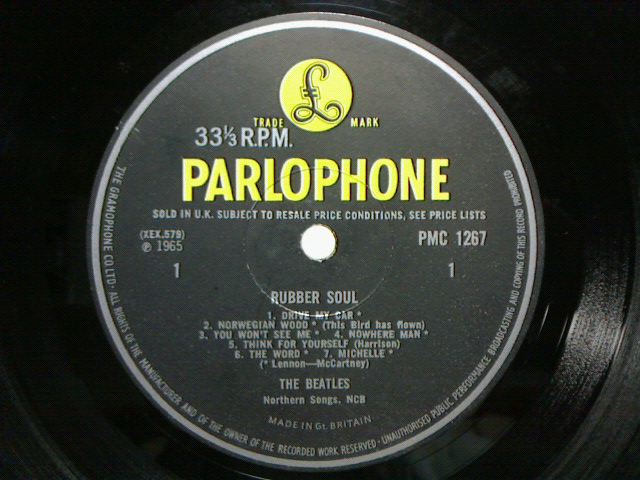 £
TRADE MARK
33⅓ R.P.M.
PARLOPHONE
SOLD IN U.K. SUBJECT TO RESALE PRICE CONDITIONS, SEE PRICE LISTS
(XEX.579)
PMC 1267
℗ 1965
1
1
RUBBER SOUL
1. DRIVE MY CAR *
2. NORWEGIAN WOOD * (This Bird has flown)
3. YOU WON'T SEE ME * 4. NOWHERE MAN *
5. THINK FOR YOURSELF (Harrison)
6. THE WORD * 7. MICHELLE *
(* Lennon—McCartney)
THE BEATLES
Northern Songs, NCB
MADE IN Gt. BRITAIN
THE GRAMOPHONE CO. LTD · ALL RIGHTS OF THE MANUFACTURER AND OF THE OWNER OF THE RECORDED WORK RESERVED · UNAUTHORISED PUBLIC PERFORMANCE BROADCASTING AND COPYING OF THIS RECORD PROHIBITED